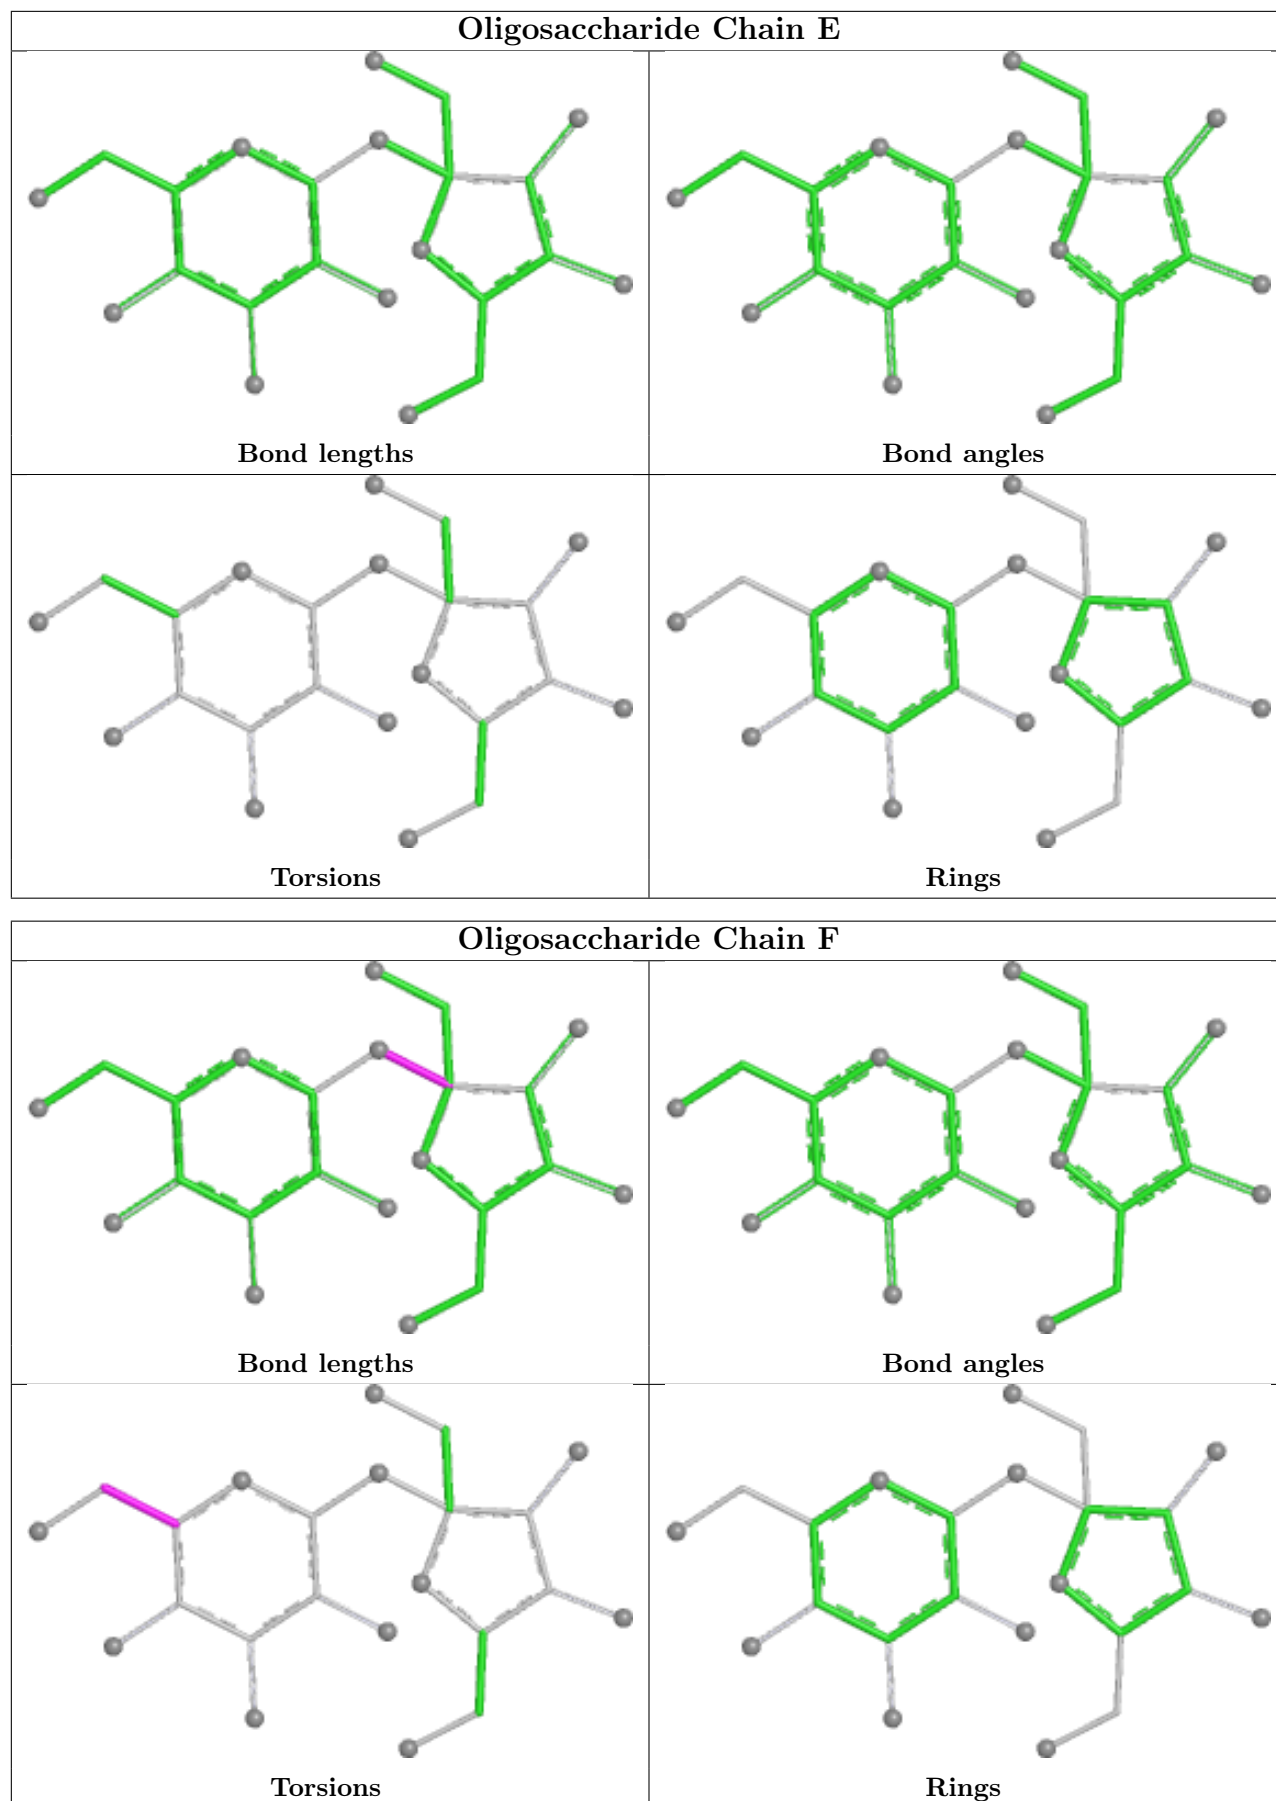 Oligosaccharide Chain E
Bond lengths
Bond angles
Torsions
Rings
Oligosaccharide Chain F
Bond lengths
Bond angles
Torsions
Rings